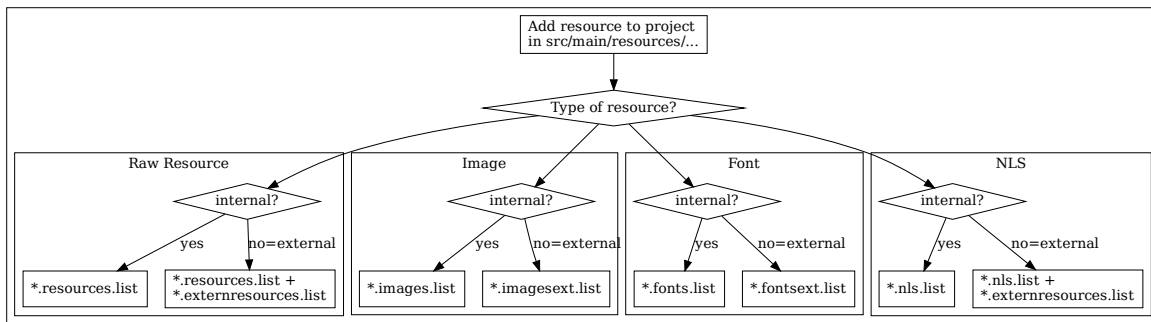 Add resource to project
in src/main/resources/...
Type of resource?
Raw Resource
internal?
yes
no=external
*.resources.list
*.resources.list +
*.externresources.list
Image
internal?
yes
no=external
*.images.list
*.imagesext.list
Font
internal?
yes
no=external
*.fonts.list
*.fontsext.list
NLS
internal?
yes
no=external
*.nls.list
*.nls.list +
*.externresources.list